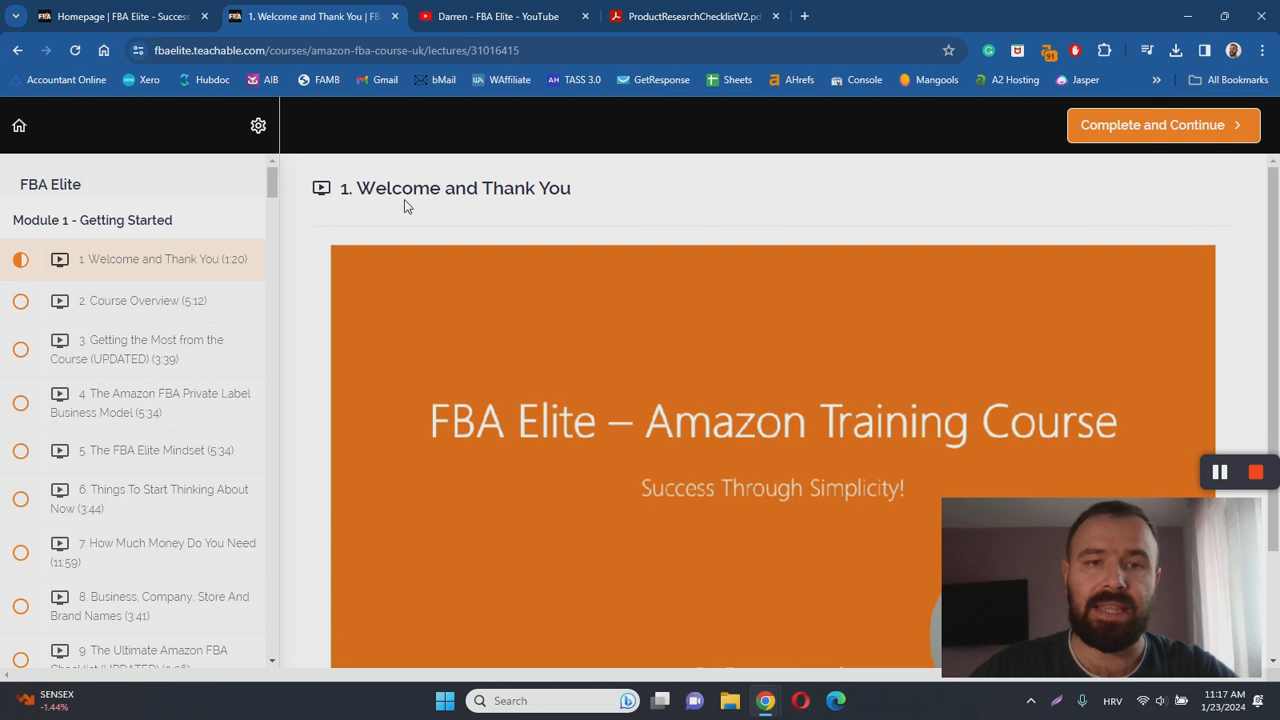 Homepage | FBA Elite - Success
1. Welcome and Thank You | FB
Darren - FBA Elite - YouTube
ProductResearchChecklistV2.pd
fbaelite.teachable.com/courses/amazon-fba-course-uk/lectures/31016415
91
Accountant Online
Xero
Hubdoc
AIB
FAMB
Gmail
bMail
WAffiliate
TASS 3.0
GetResponse
Sheets
AHrefs
Console
Mangools
A2 Hosting
Jasper
All Bookmarks
Complete and Continue
FBA Elite
Module 1 - Getting Started
1. Welcome and Thank You (1:20)
2. Course Overview (5:12)
3. Getting the Most from the
Course (UPDATED) (3:39)
4. The Amazon FBA Private Label
Business Model (5:34)
5. The FBA Elite Mindset (5:34)
6. Things To Start Thinking About
Now (3:44)
7. How Much Money Do You Need
(11:59)
8. Business, Company, Store And
Brand Names (3:41)
9. The Ultimate Amazon FBA
1. Welcome and Thank You
FBA Elite – Amazon Training Course
Success Through Simplicity!
SENSEX
-1.44%
Search
HRV
11:17 AM
1/23/2024